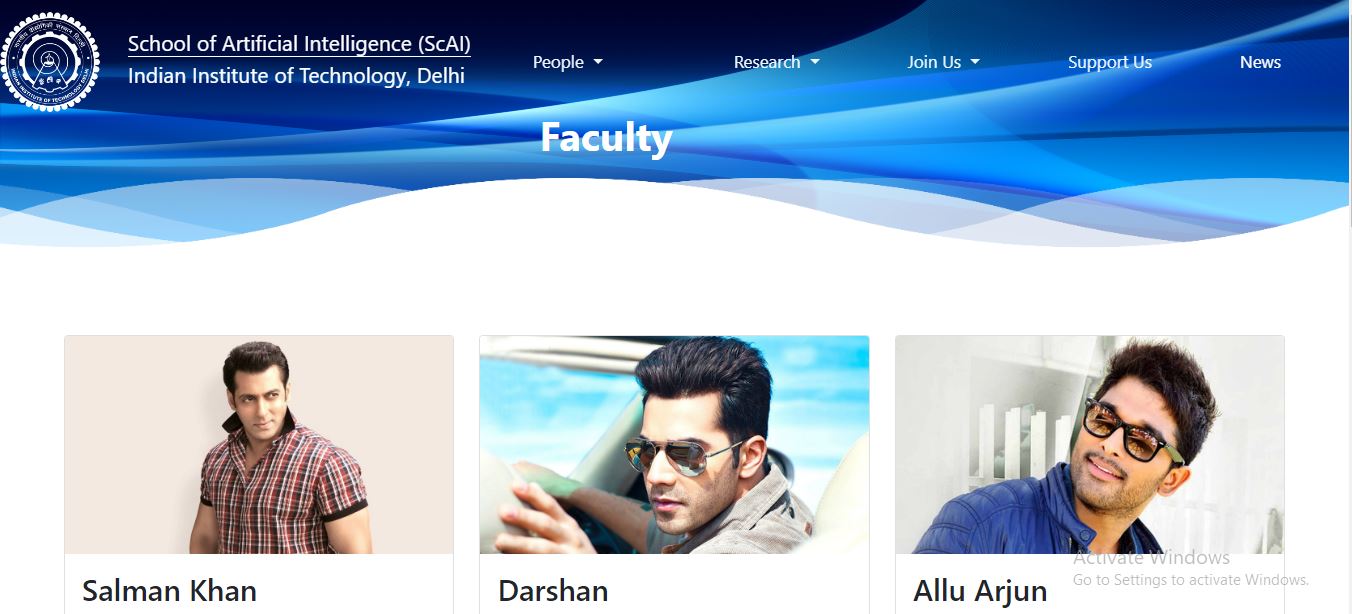 School of Artificial Intelligence (ScAI)
Indian Institute of Technology, Delhi
People
Research
Join Us
Support Us
News
Faculty
Salman Khan
Darshan
Allu Arjun
Activate Windows
Go to Settings to activate Windows.